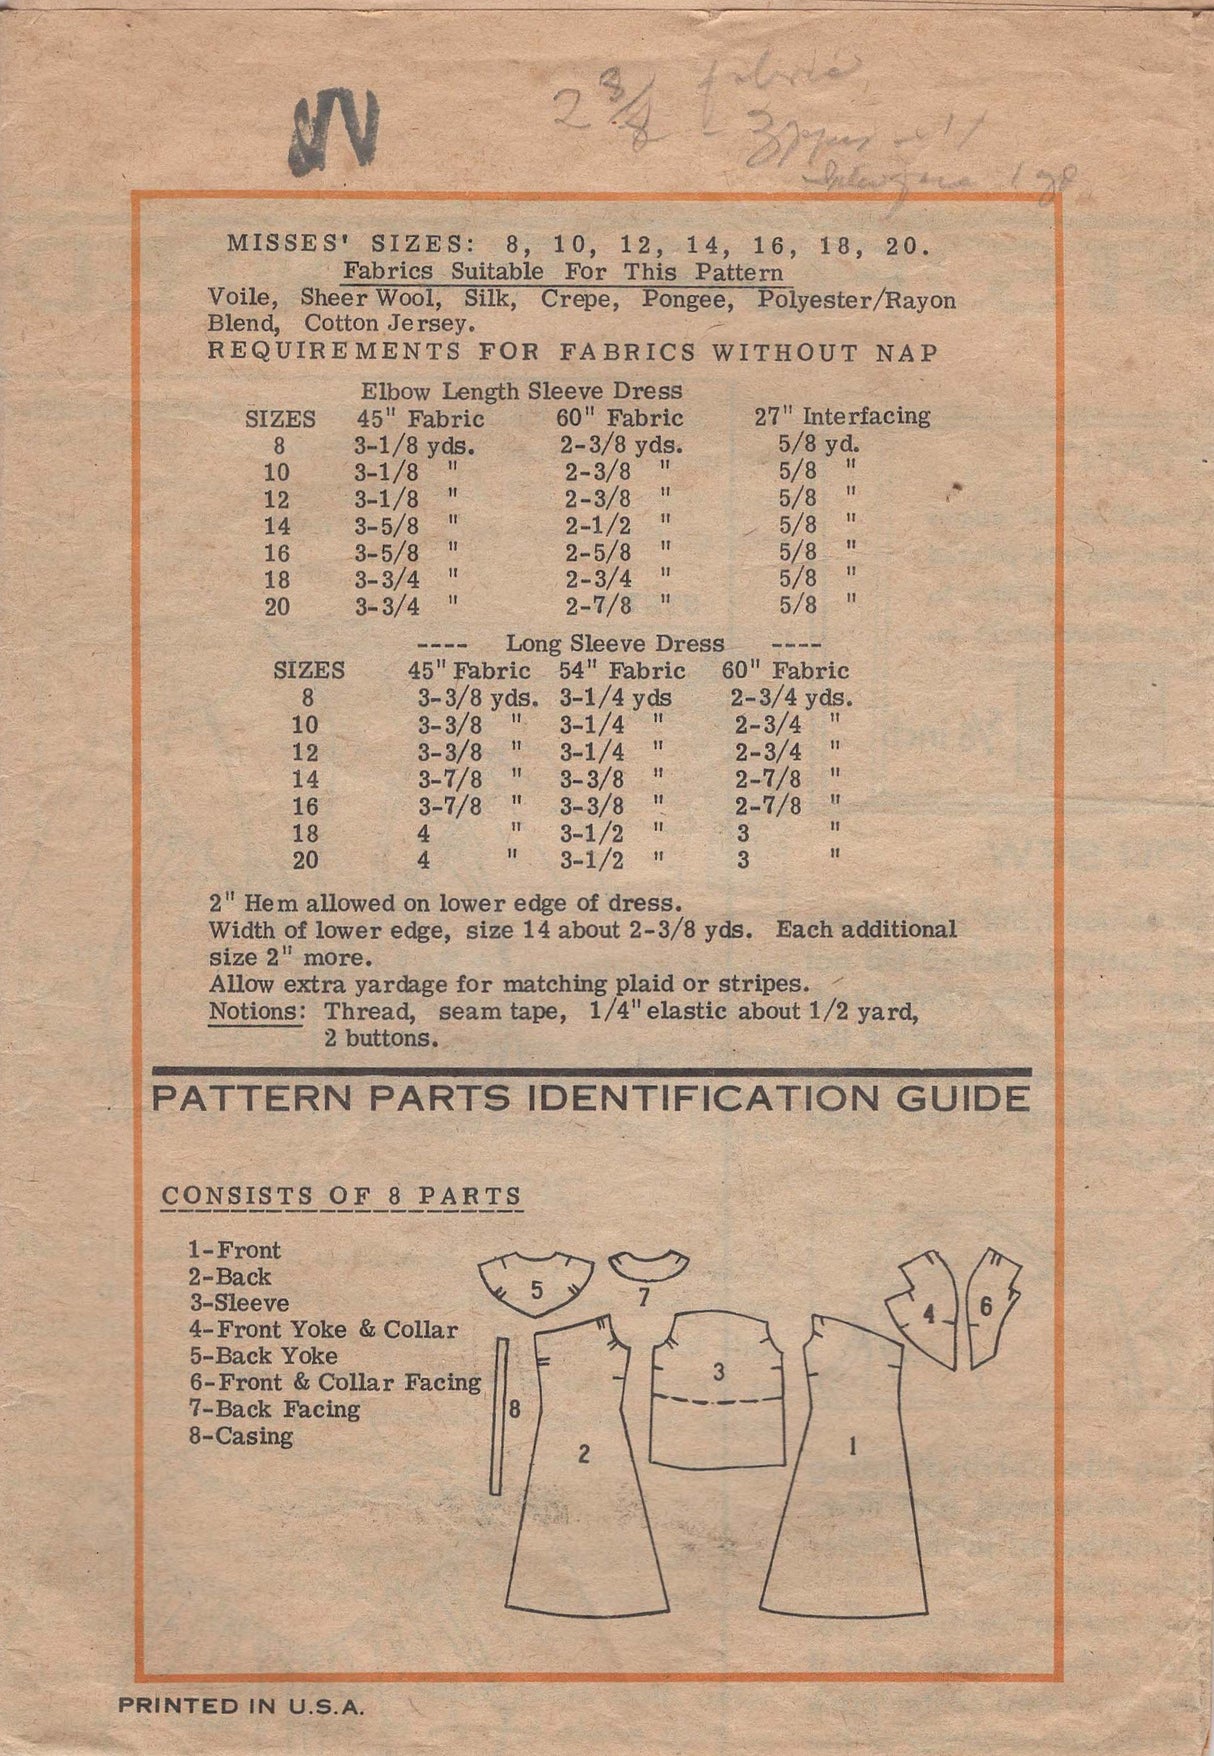 2 3/8 fabric
MISSES' SIZES: 8, 10, 12, 14, 16, 18, 20.
Fabrics Suitable For This Pattern
Voile, Sheer Wool, Silk, Crepe, Pongee, Polyester/Rayon
Blend, Cotton Jersey.
REQUIREMENTS FOR FABRICS WITHOUT NAP
Elbow Length Sleeve Dress
SIZES 45" Fabric 60" Fabric 27" Interfacing
8 3-1/8 yds. 2-3/8 yds. 5/8 yd.
10 3-1/8 " 2-3/8 " 5/8 "
12 3-1/8 " 2-3/8 " 5/8 "
14 3-5/8 " 2-1/2 " 5/8 "
16 3-5/8 " 2-5/8 " 5/8 "
18 3-3/4 " 2-3/4 " 5/8 "
20 3-3/4 " 2-7/8 " 5/8 "
---- Long Sleeve Dress ----
SIZES 45" Fabric 54" Fabric 60" Fabric
8 3-3/8 yds. 3-1/4 yds 2-3/4 yds.
10 3-3/8 " 3-1/4 " 2-3/4 "
12 3-3/8 " 3-1/4 " 2-3/4 "
14 3-7/8 " 3-3/8 " 2-7/8 "
16 3-7/8 " 3-3/8 " 2-7/8 "
18 4 " 3-1/2 " 3 "
20 4 " 3-1/2 " 3 "
2" Hem allowed on lower edge of dress.
Width of lower edge, size 14 about 2-3/8 yds. Each additional
size 2" more.
Allow extra yardage for matching plaid or stripes.
Notions: Thread, seam tape, 1/4" elastic about 1/2 yard,
2 buttons.
PATTERN PARTS IDENTIFICATION GUIDE
CONSISTS OF 8 PARTS
1-Front
2-Back
3-Sleeve
4-Front Yoke & Collar
5-Back Yoke
6-Front & Collar Facing
7-Back Facing
8-Casing
5
7
4
6
3
8
2
1
PRINTED IN U.S.A.